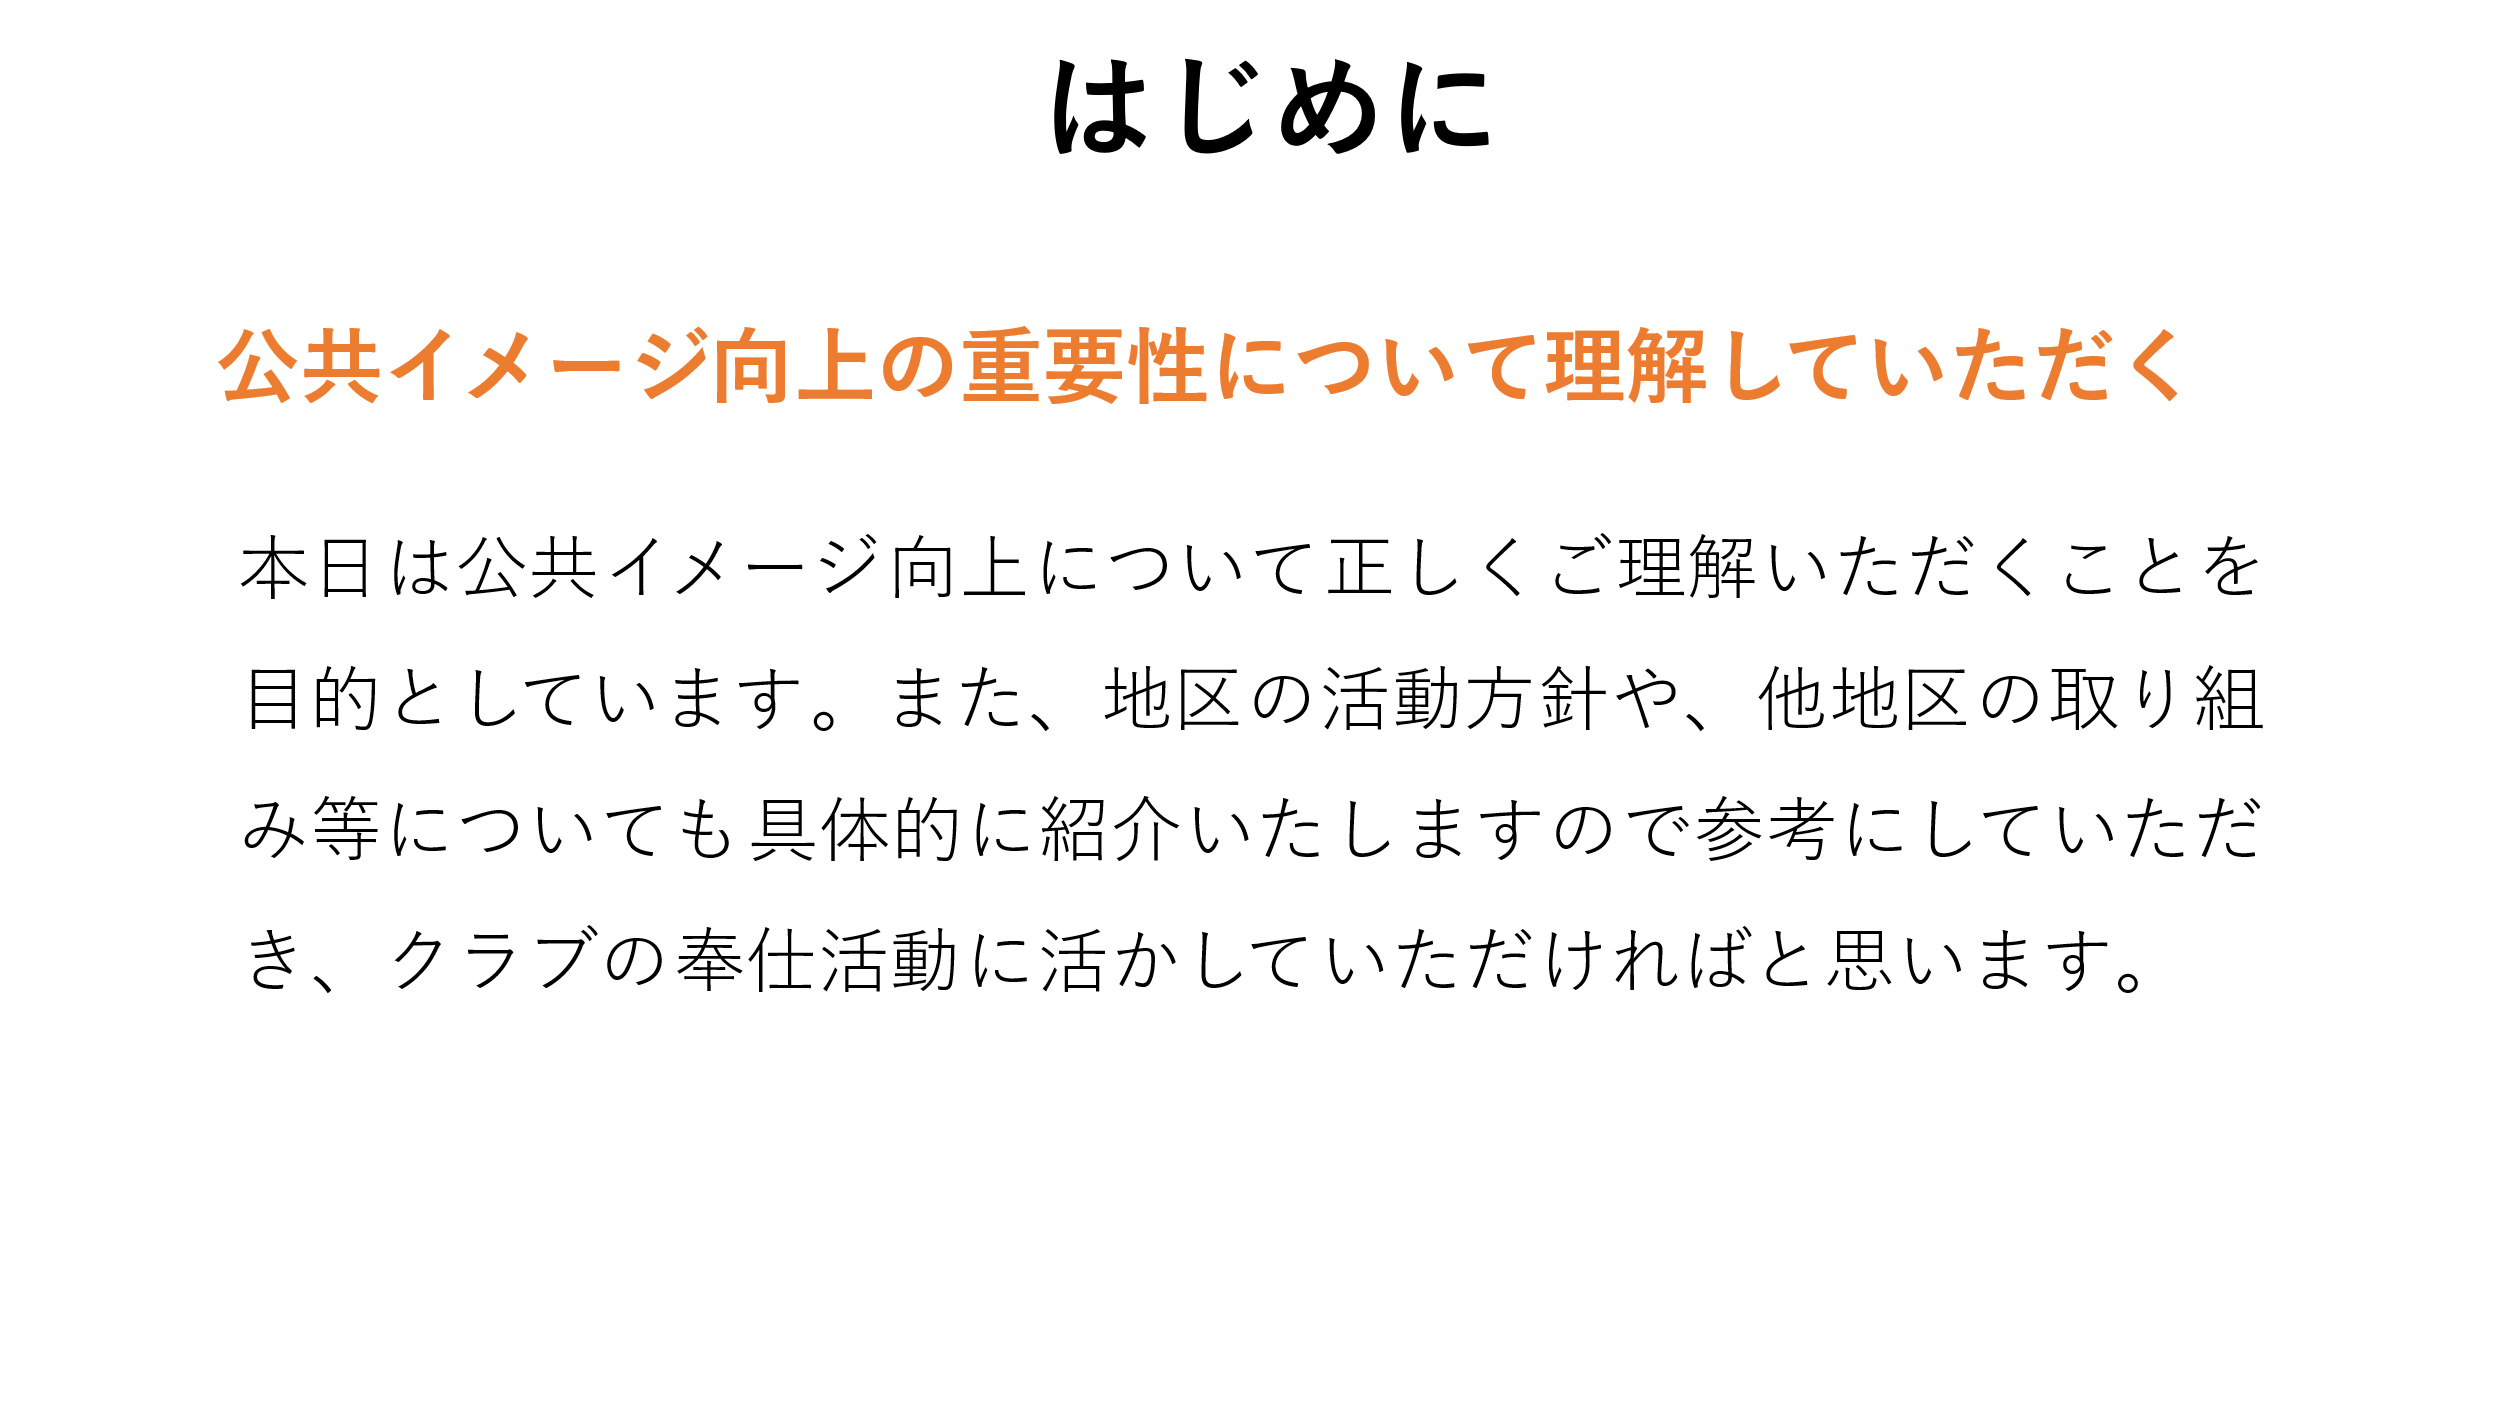 はじめに
公共イメージ向上の重要性について理解していただく
本日は公共イメージ向上について正しくご理解いただくことを
目的としています。また、地区の活動方針や、他地区の取り組
み等についても具体的に紹介いたしますので参考にしていただ
き、クラブの奉仕活動に活かしていただければと思います。